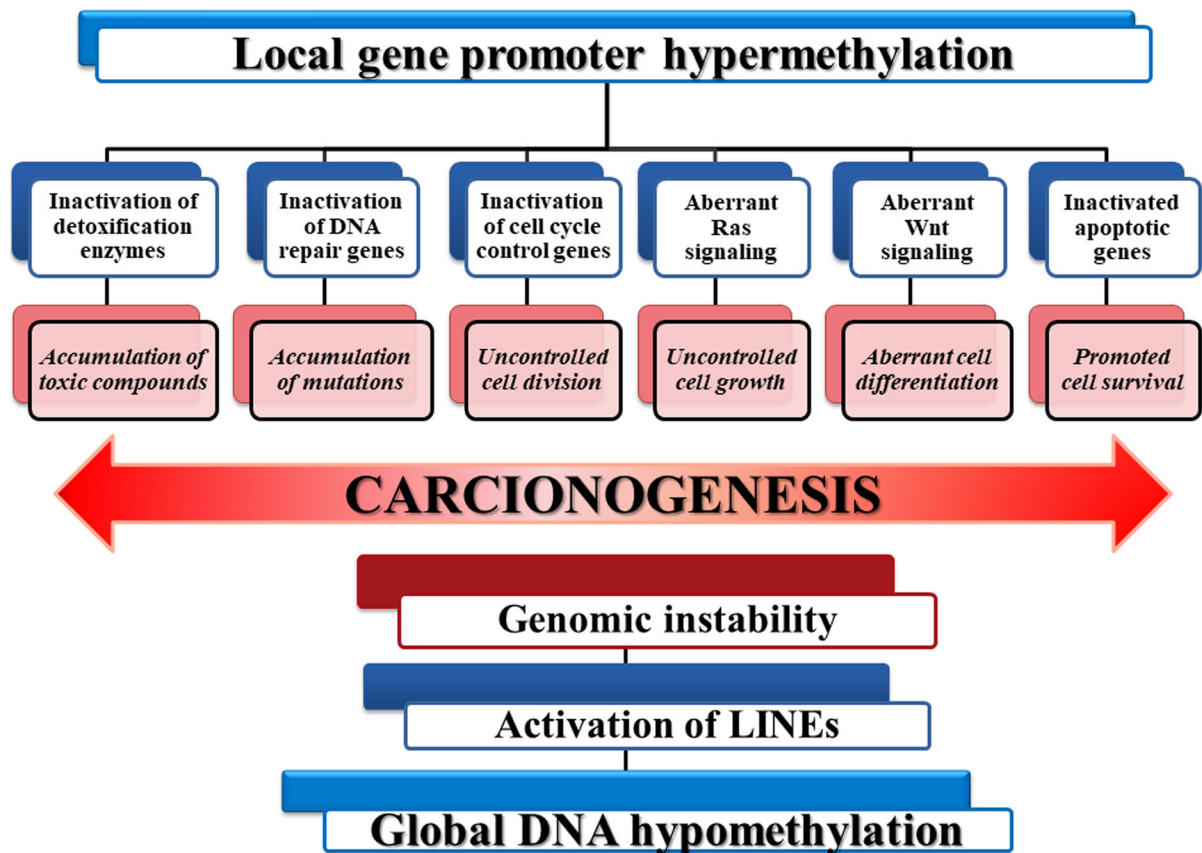 Local gene promoter hypermethylation
Inactivation of
detoxification
enzymes
Inactivation
of DNA
repair genes
Inactivation
of cell cycle
control genes
Aberrant
Ras
signaling
Aberrant
Wnt
signaling
Inactivated
apoptotic
genes
Accumulation of
toxic compounds
Accumulation
of mutations
Uncontrolled
cell division
Uncontrolled
cell growth
Aberrant cell
differentiation
Promoted
cell survival
CARCIONOGENESIS
Genomic instability
Activation of LINEs
Global DNA hypomethylation